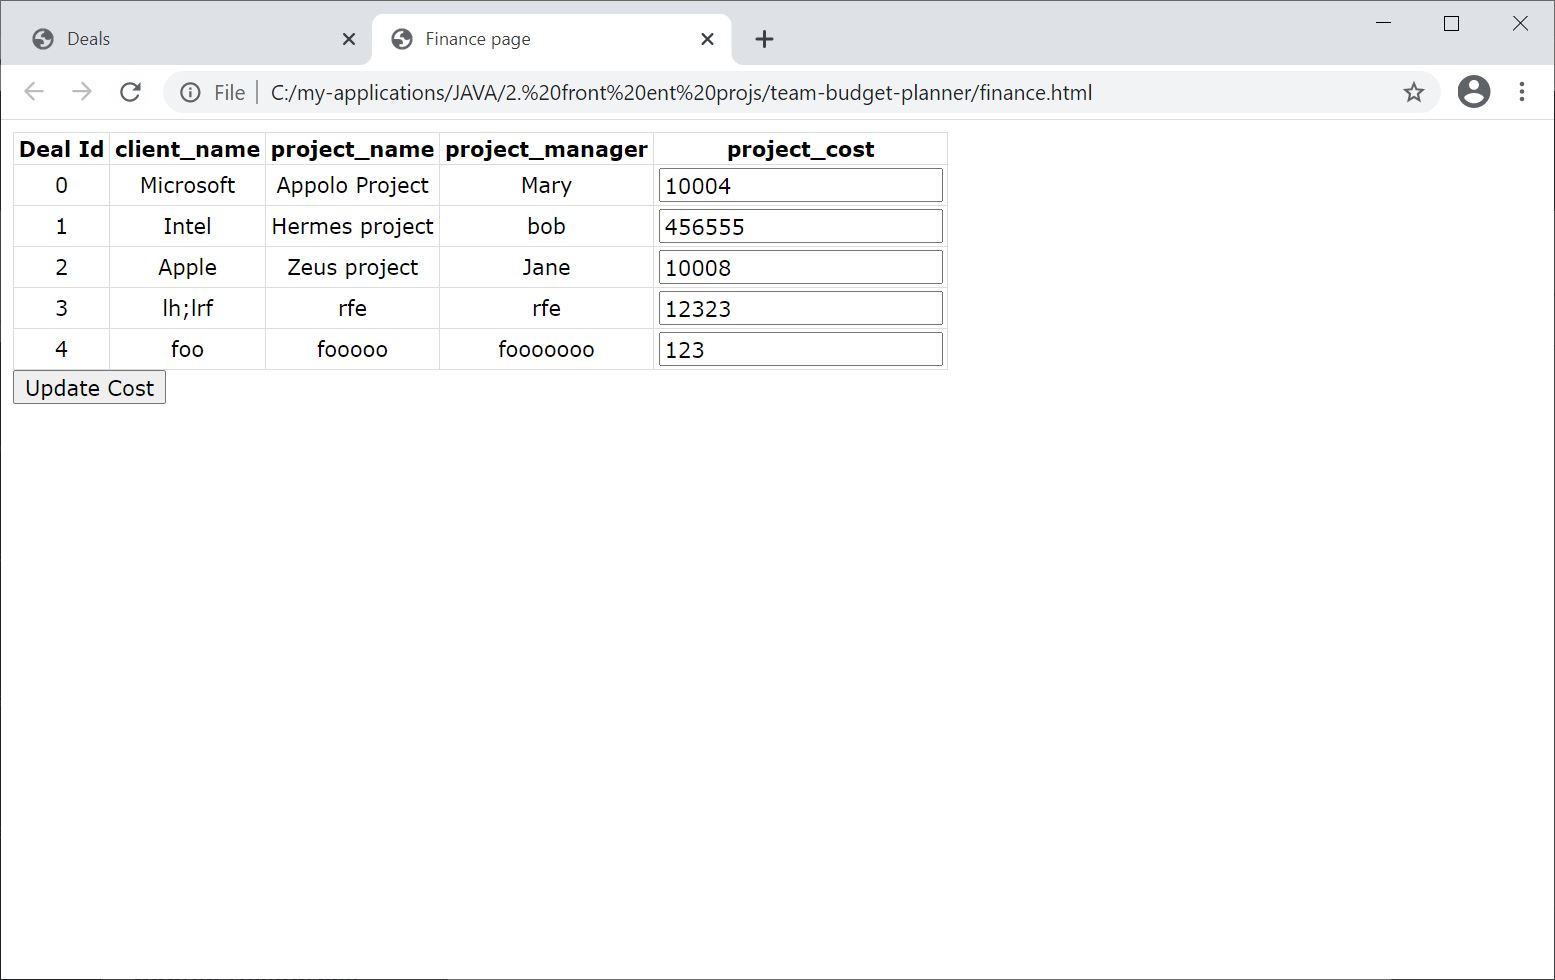 Deals
Finance page
File C:/my-applications/JAVA/2.%20front%20ent%20projs/team-budget-planner/finance.html
Deal Id client_name project_name project_manager project_cost
0 Microsoft Appolo Project Mary 10004
1 Intel Hermes project bob 456555
2 Apple Zeus project Jane 10008
3 lh;lrf rfe rfe 12323
4 foo fooooo fooooooo 123
Update Cost